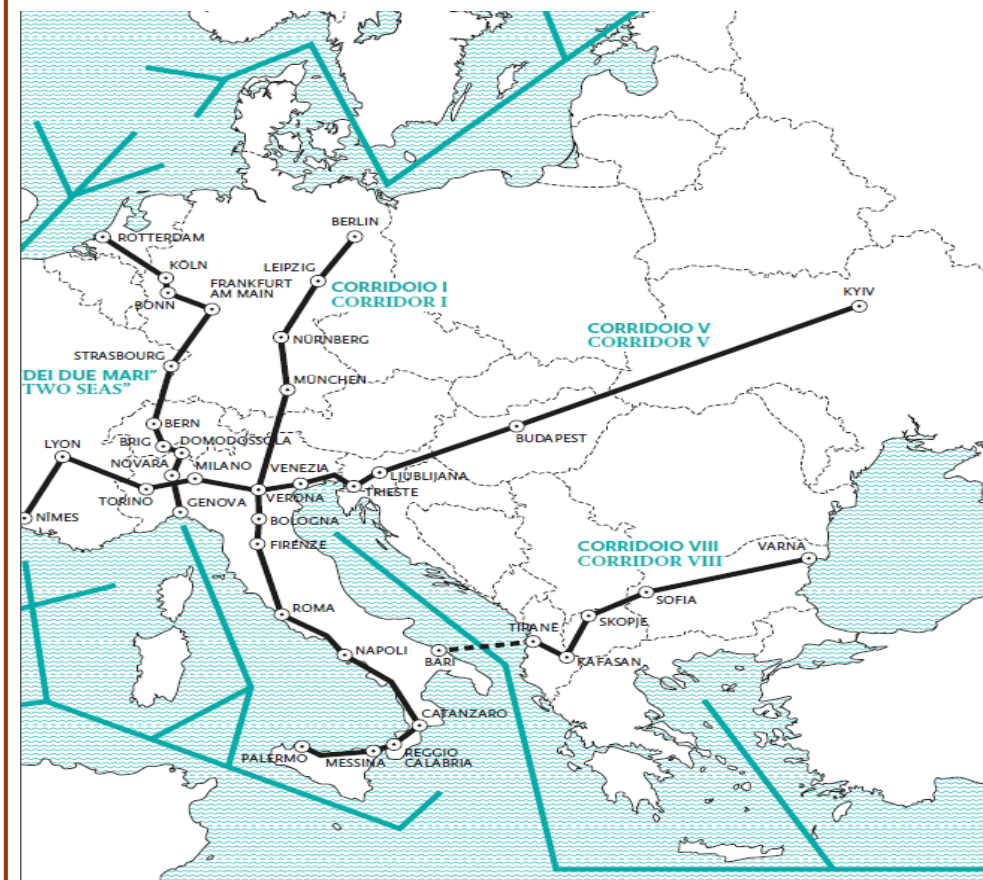 BERLIN
ROTTERDAM
KÖLN
LEIPZIG
FRANKFURT
AM MAIN
CORRIDOIO I
CORRIDOR I
BONN
KYIV
CORRIDOIO V
CORRIDOR V
NÜRNBERG
STRASBOURG
DEI DUE MARI"
TWO SEAS"
MÜNCHEN
BERN
BUDAPEST
LYON
BRIG
DOMODOSSOLA
NOVARA
MILANO
VENEZIA
LJUBLIJANA
TORINO
GENOVA
VERONA
TRIESTE
NÎMES
BOLOGNA
FIRENZE
CORRIDOIO VIII
CORRIDOR VIII
VARNA
SOFIA
ROMA
SKOPJE
TIRANE
NAPOLI
BARI
KAFASAN
CATANZARO
PALERMO
MESSINA
REGGIO
CALABRIA